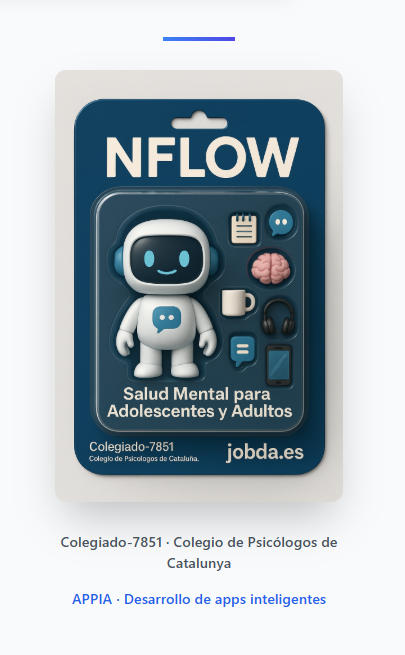 NFLOW
Salud Mental para
Adolescentes y Adultos
Colegiado-7851
Colegio de Psicologos de Cataluña.
jobda.es
Colegiado-7851 · Colegio de Psicólogos de
Catalunya
APPIA · Desarrollo de apps inteligentes